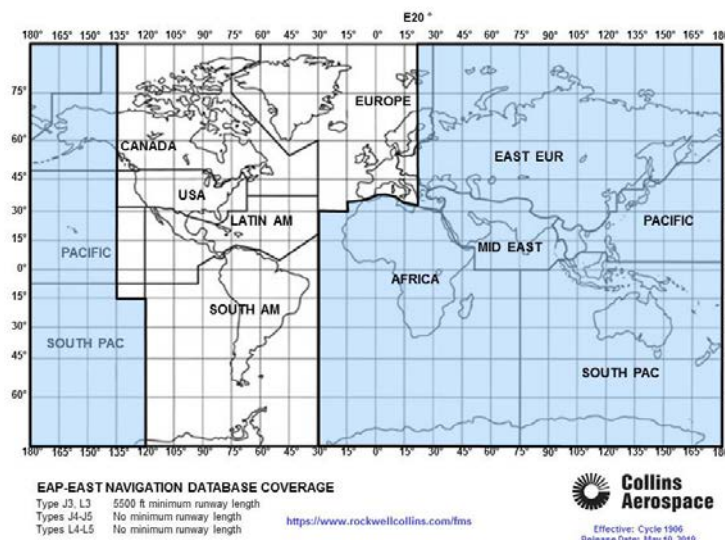 E20 °
180° 165° 150° 135° 120° 105° 90° 75° 60° 45° 30° 15° 0° 15° 30° 45° 60° 75° 90° 105° 120° 135° 150° 165° 180°
75°
EUROPE
60°
CANADA
EAST EUR
45°
USA
30°
LATIN AM
PACIFIC
15°
PACIFIC
MID EAST
0°
AFRICA
15°
SOUTH AM
30°
SOUTH PAC
45°
SOUTH PAC
60°
180° 165° 150° 135° 120° 105° 90° 75° 60° 45° 30° 15° 0° 15° 30° 45° 60° 75° 90° 105° 120° 135° 150° 165° 180°
EAP-EAST NAVIGATION DATABASE COVERAGE
Type J3, L3 5500 ft minimum runway length
Types J4-J5 No minimum runway length
Types L4-L5 No minimum runway length
https://www.rockwellcollins.com/fms
Collins
Aerospace
Effective: Cycle 1906
Release Date: May 10, 2019